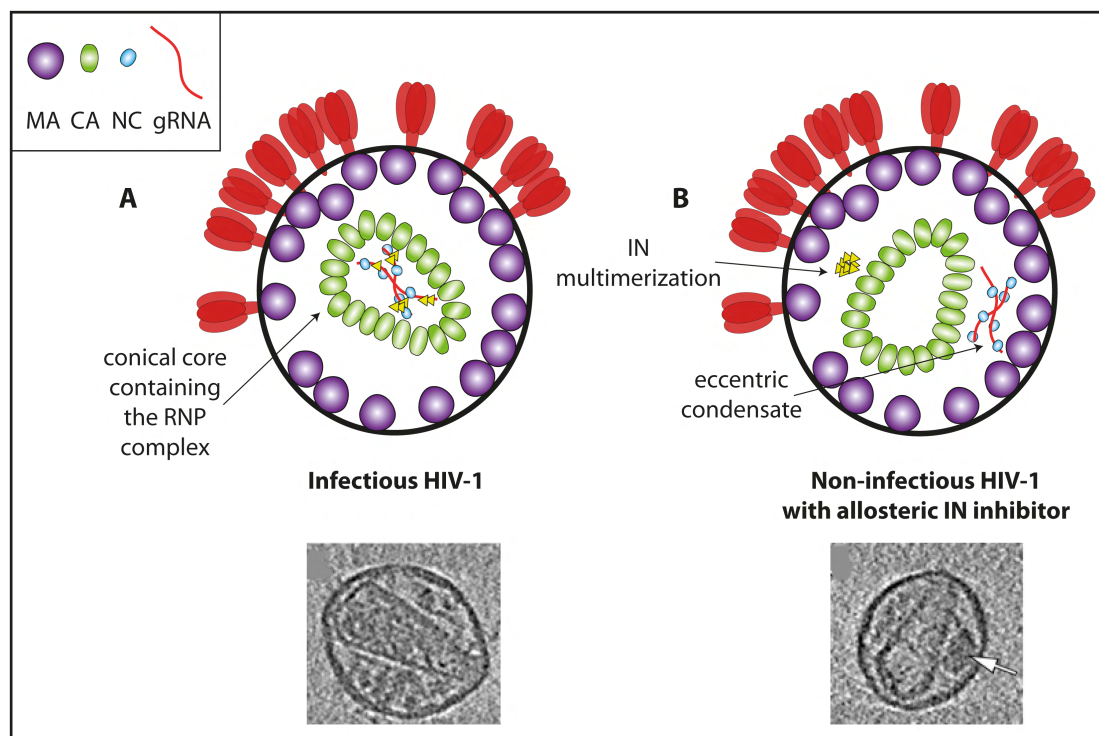 MA CA NC gRNA
A
conical core
containing
the RNP
complex
Infectious HIV-1
B
IN
multimerization
eccentric
condensate
Non-infectious HIV-1
with allosteric IN inhibitor